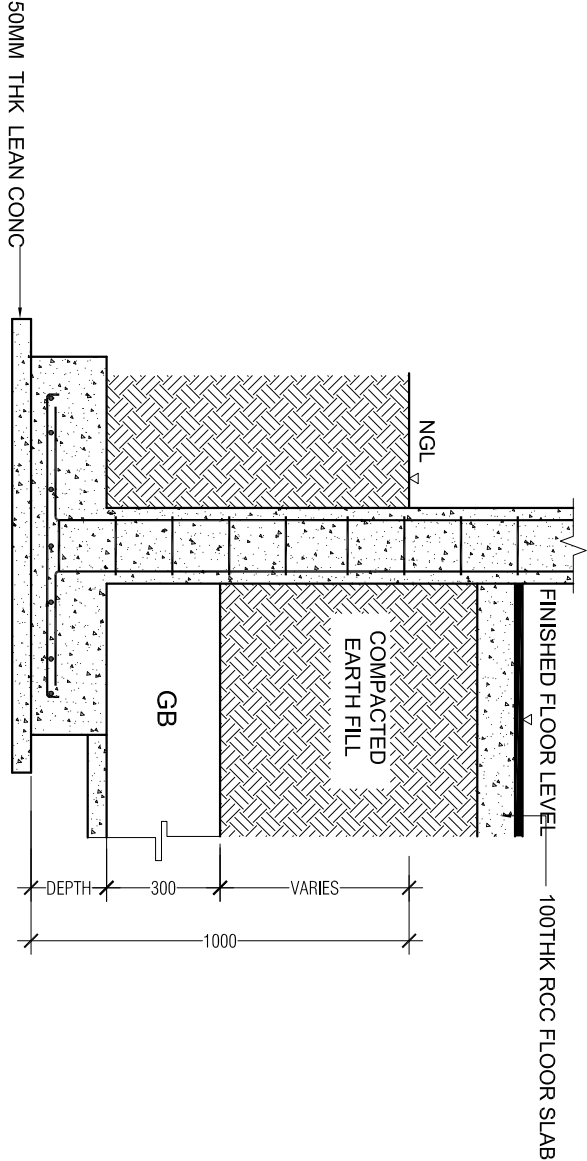 100THK RCC FLOOR SLAB
FINISHED FLOOR LEVEL
NGL
COMPACTED
EARTH FILL
GB
VARIES
300
DEPTH
1000
50MM THK LEAN CONC